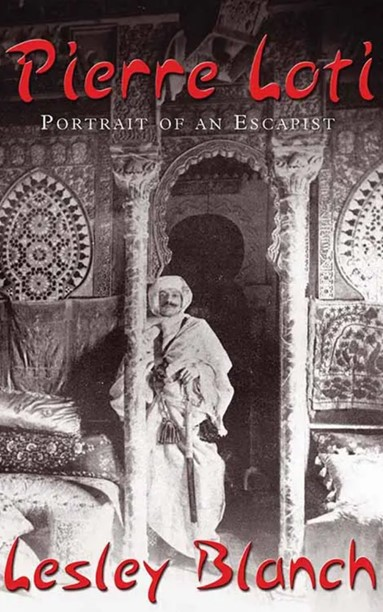 Pierre Loti
PORTRAIT OF AN ESCAPIST
Lesley Blanch